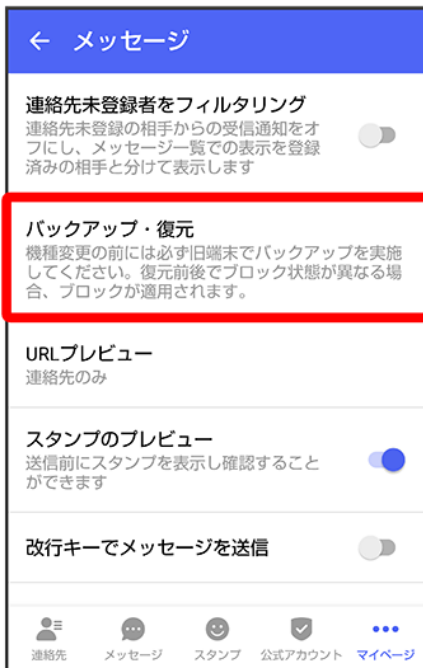 ← メッセージ
連絡先未登録者をフィルタリング
連絡先未登録の相手からの受信通知をオ
フにし、メッセージ一覧での表示を登録
済みの相手と分けて表示します
バックアップ・復元
機種変更の前には必ず旧端末でバックアップを実施
してください。復元前後でブロック状態が異なる場
合、ブロックが適用されます。
URLプレビュー
連絡先のみ
スタンプのプレビュー
送信前にスタンプを表示し確認すること
ができます
改行キーでメッセージを送信
連絡先 メッセージ スタンプ 公式アカウント マイページ